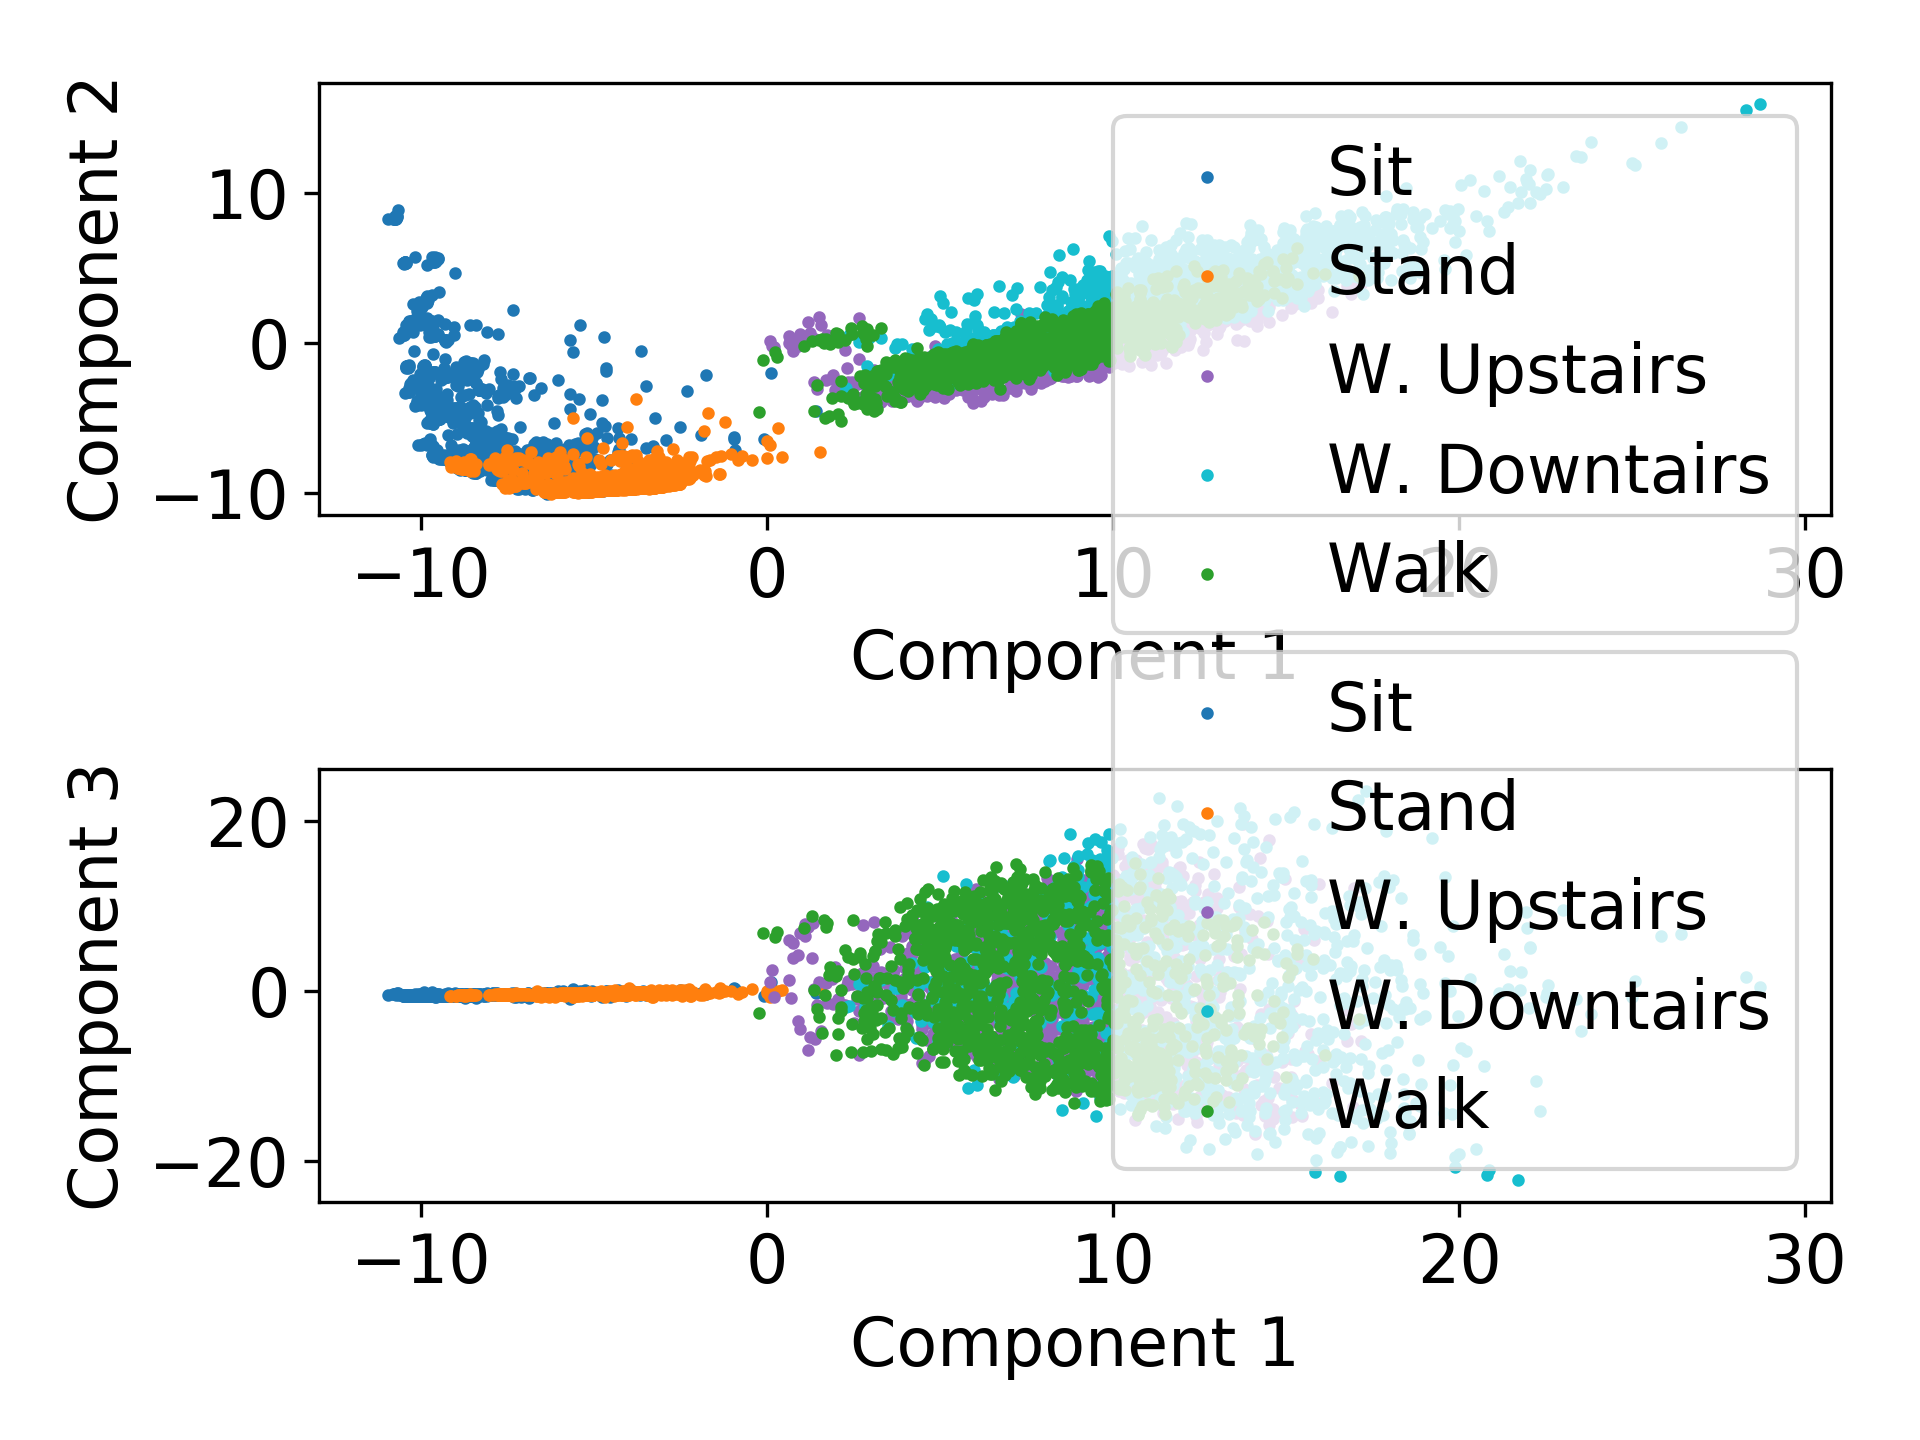 Component 2
10
0
−10
Sit
Stand
W. Upstairs
W. Downtairs
Walk
−10
0
10
20
30
Component 1
Component 3
20
0
−20
Sit
Stand
W. Upstairs
W. Downtairs
Walk
−10
0
10
20
30
Component 1